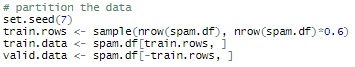 # partition the data
set.seed(7)
train.rows <- sample(nrow(spam.df), nrow(spam.df)*0.6)
train.data <- spam.df[train.rows, ]
valid.data <- spam.df[-train.rows, ]